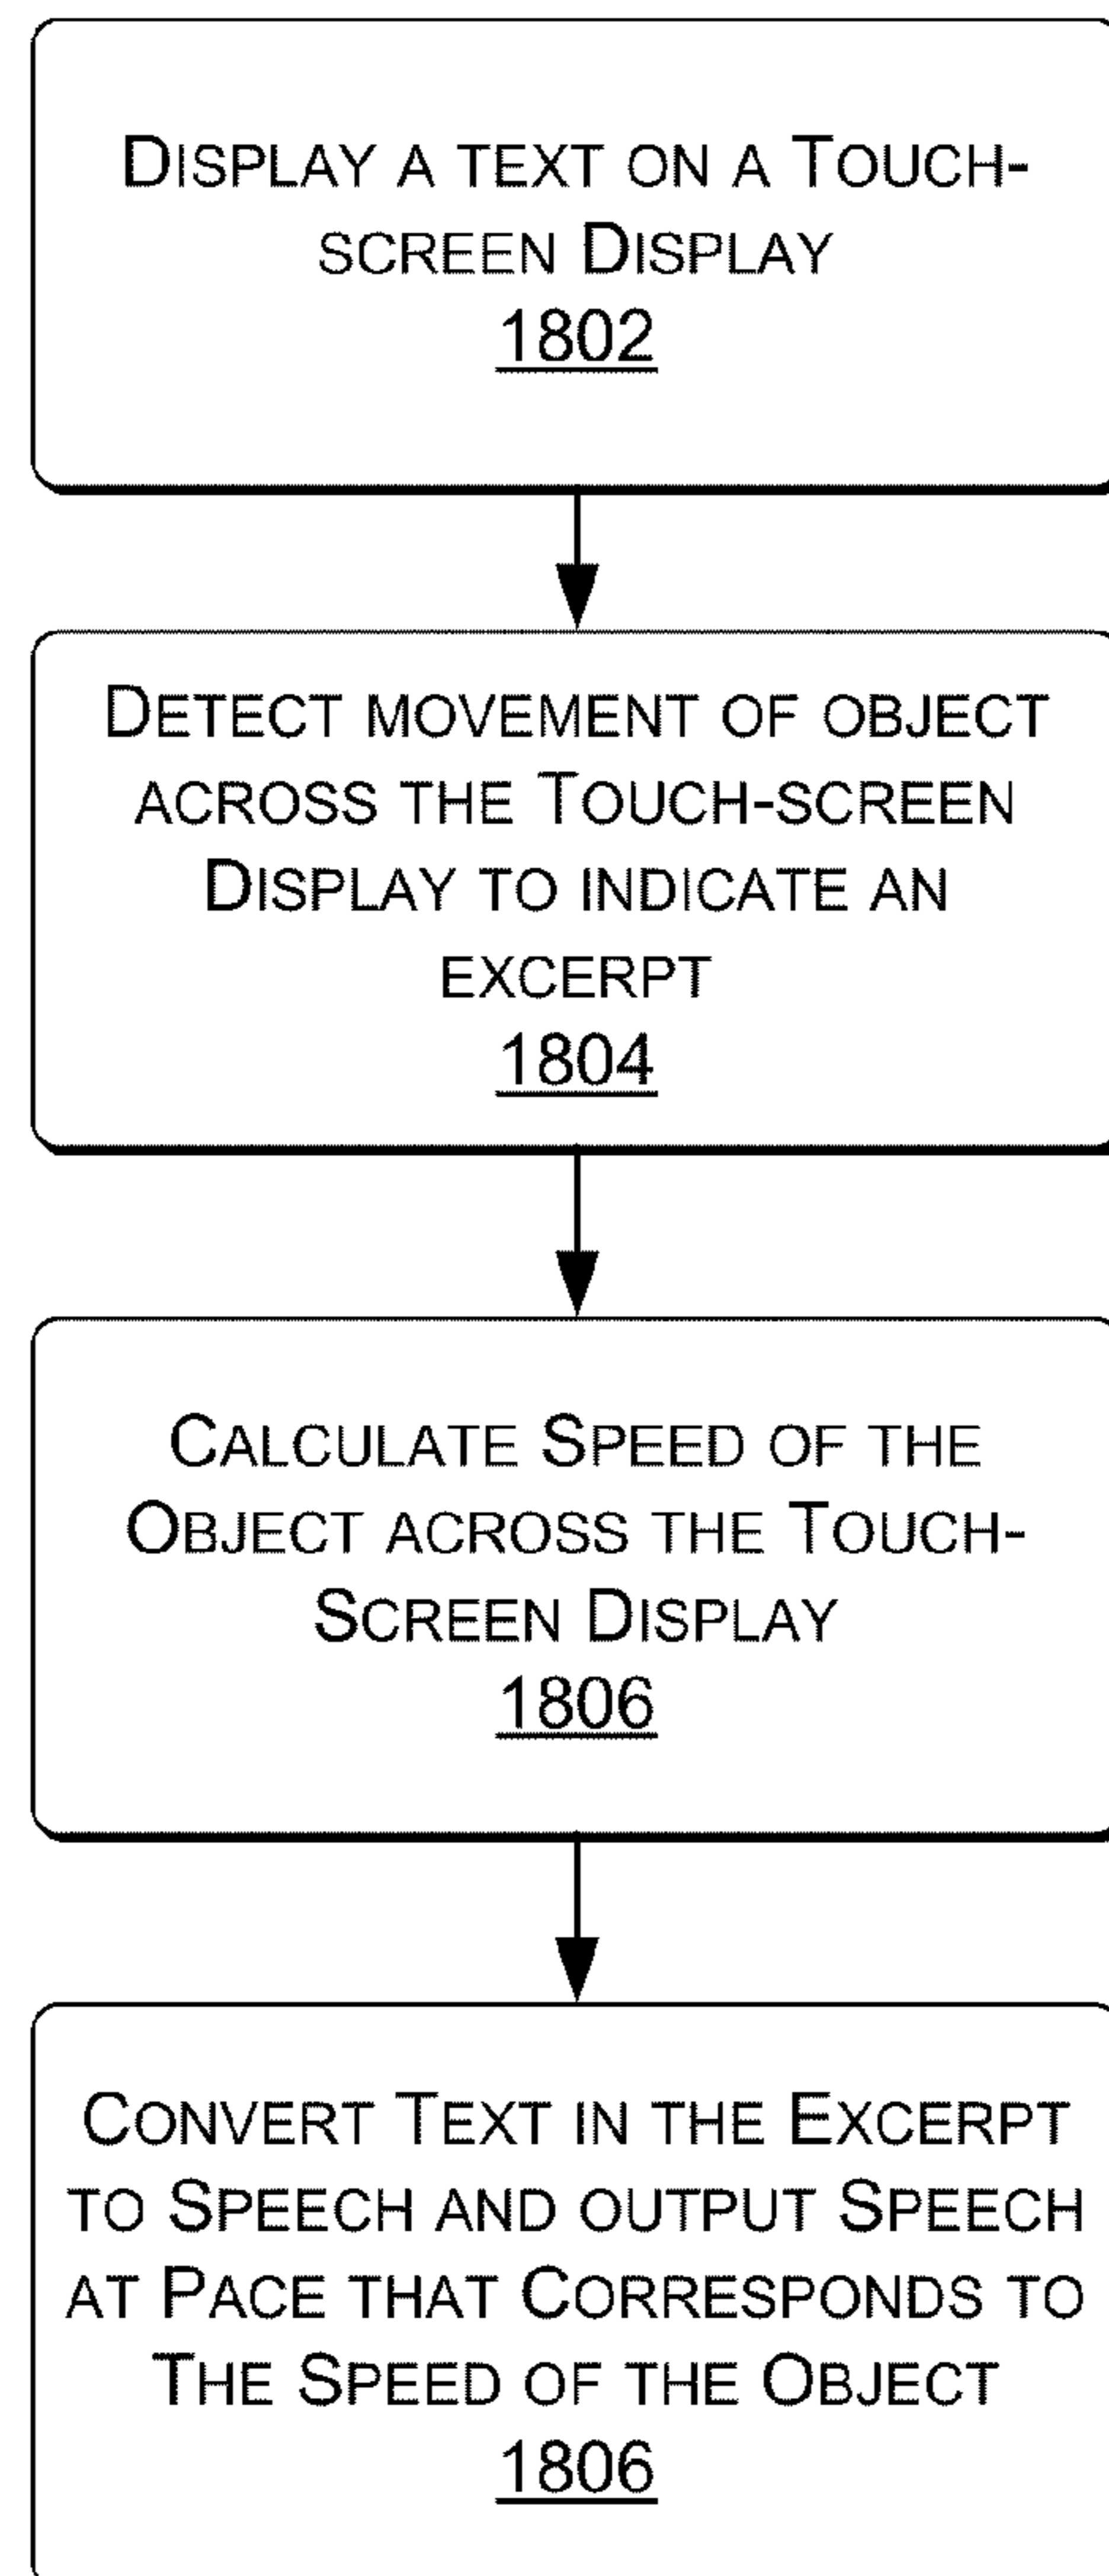 DISPLAY A TEXT ON A TOUCH-
SCREEN DISPLAY
1802
DETECT MOVEMENT OF OBJECT
ACROSS THE TOUCH-SCREEN
DISPLAY TO INDICATE AN
EXCERPT
1804
CALCULATE SPEED OF THE
OBJECT ACROSS THE TOUCH-
SCREEN DISPLAY
1806
CONVERT TEXT IN THE EXCERPT
TO SPEECH AND OUTPUT SPEECH
AT PACE THAT CORRESPONDS TO
THE SPEED OF THE OBJECT
1806